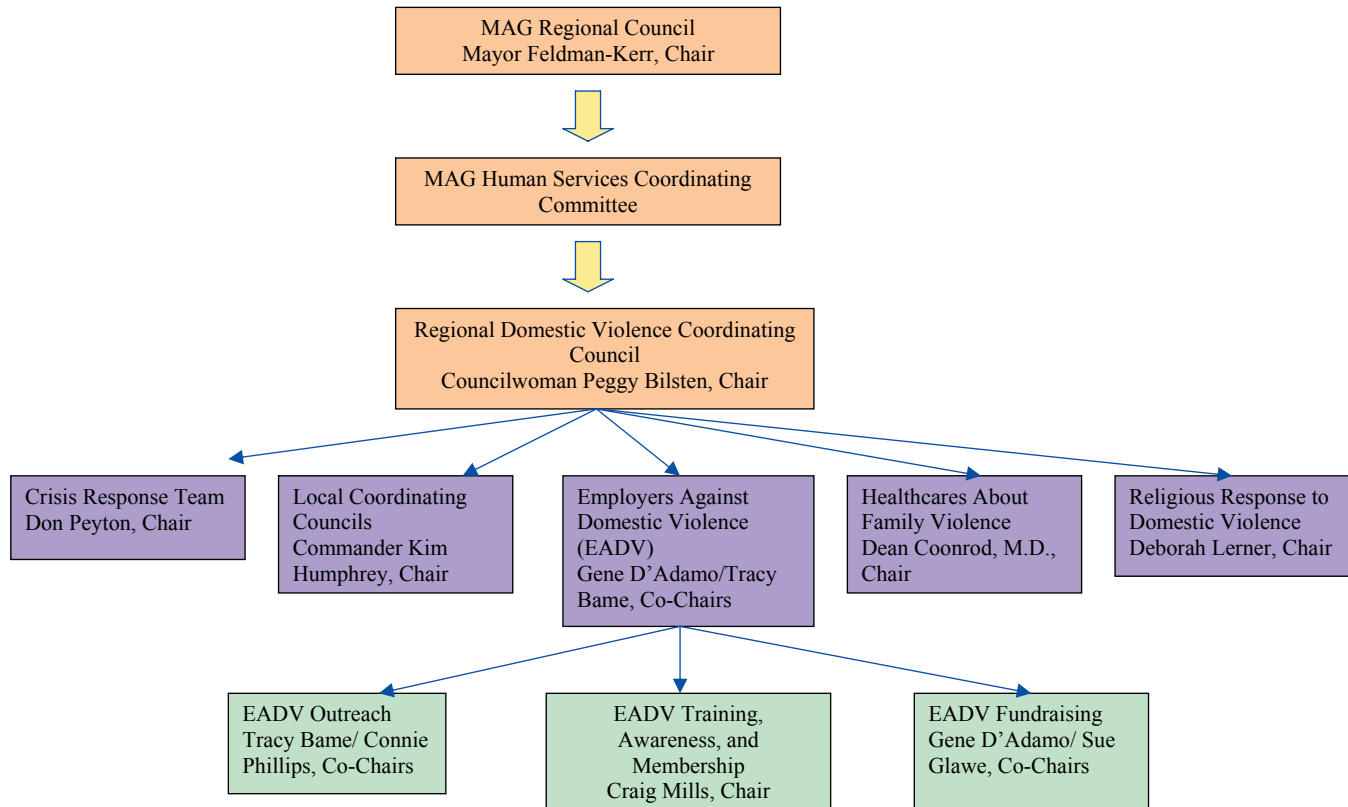 MAG Regional Council
Mayor Feldman-Kerr, Chair
MAG Human Services Coordinating
Committee
Regional Domestic Violence Coordinating
Council
Councilwoman Peggy Bilsten, Chair
Crisis Response Team
Don Peyton, Chair
Local Coordinating
Councils
Commander Kim
Humphrey, Chair
Employers Against
Domestic Violence
(EADV)
Gene D’Adamo/Tracy
Bame, Co-Chairs
Healthcares About
Family Violence
Dean Coonrod, M.D.,
Chair
Religious Response to
Domestic Violence
Deborah Lerner, Chair
EADV Outreach
Tracy Bame/ Connie
Phillips, Co-Chairs
EADV Training,
Awareness, and
Membership
Craig Mills, Chair
EADV Fundraising
Gene D’Adamo/ Sue
Glawe, Co-Chairs